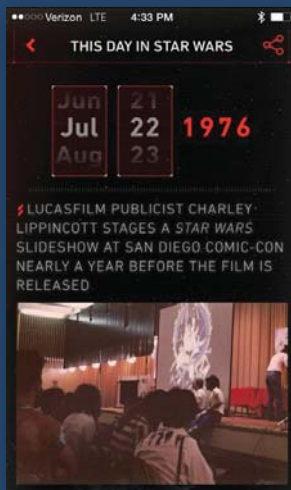 Verizon LTE 4:33 PM
THIS DAY IN STAR WARS
Jun 21
Jul 22 1976
Aug 23
LUCASFILM PUBLICIST CHARLEY
LIPPINCOTT STAGES A STAR WARS
SLIDESHOW AT SAN DIEGO COMIC-CON
NEARLY A YEAR BEFORE THE FILM IS
RELEASED.